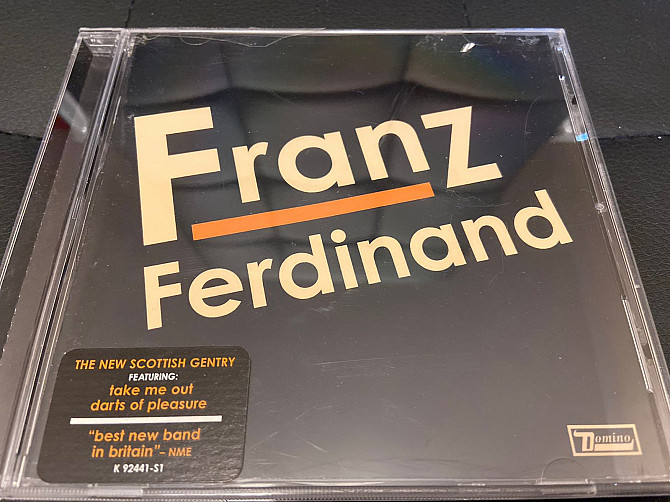 Franz
Ferdinand
THE NEW SCOTTISH GENTRY
FEATURING:
take me out
darts of pleasure
“best new band
in britain”– NME
K 92441-S1
Domino